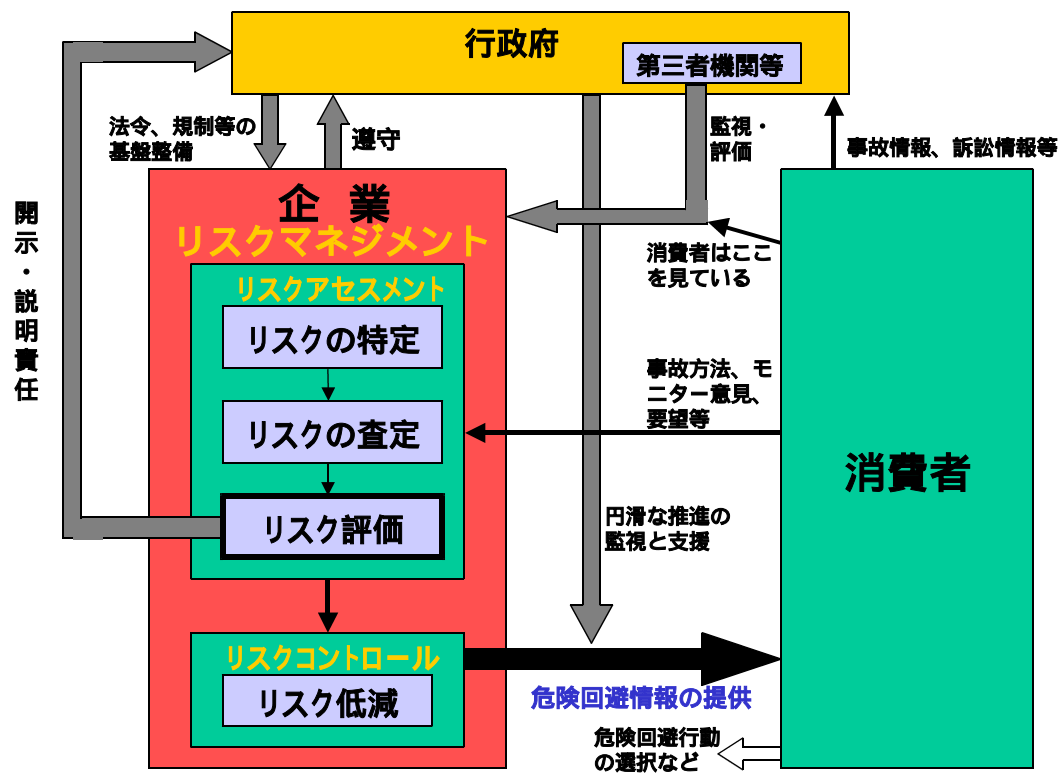 行政府
第三者機関等
法令、規制等の
基盤整備
遵守
監視・
評価
事故情報、訴訟情報等
開示・説明責任
企 業
リスクマネジメント
消費者はここ
を見ている
リスクアセスメント
リスクの特定
事故方法、モ
ニター意見、
要望等
リスクの査定
消費者
リスク評価
円滑な推進の
監視と支援
リスクコントロール
リスク低減
危険回避情報の提供
危険回避行動
の選択など